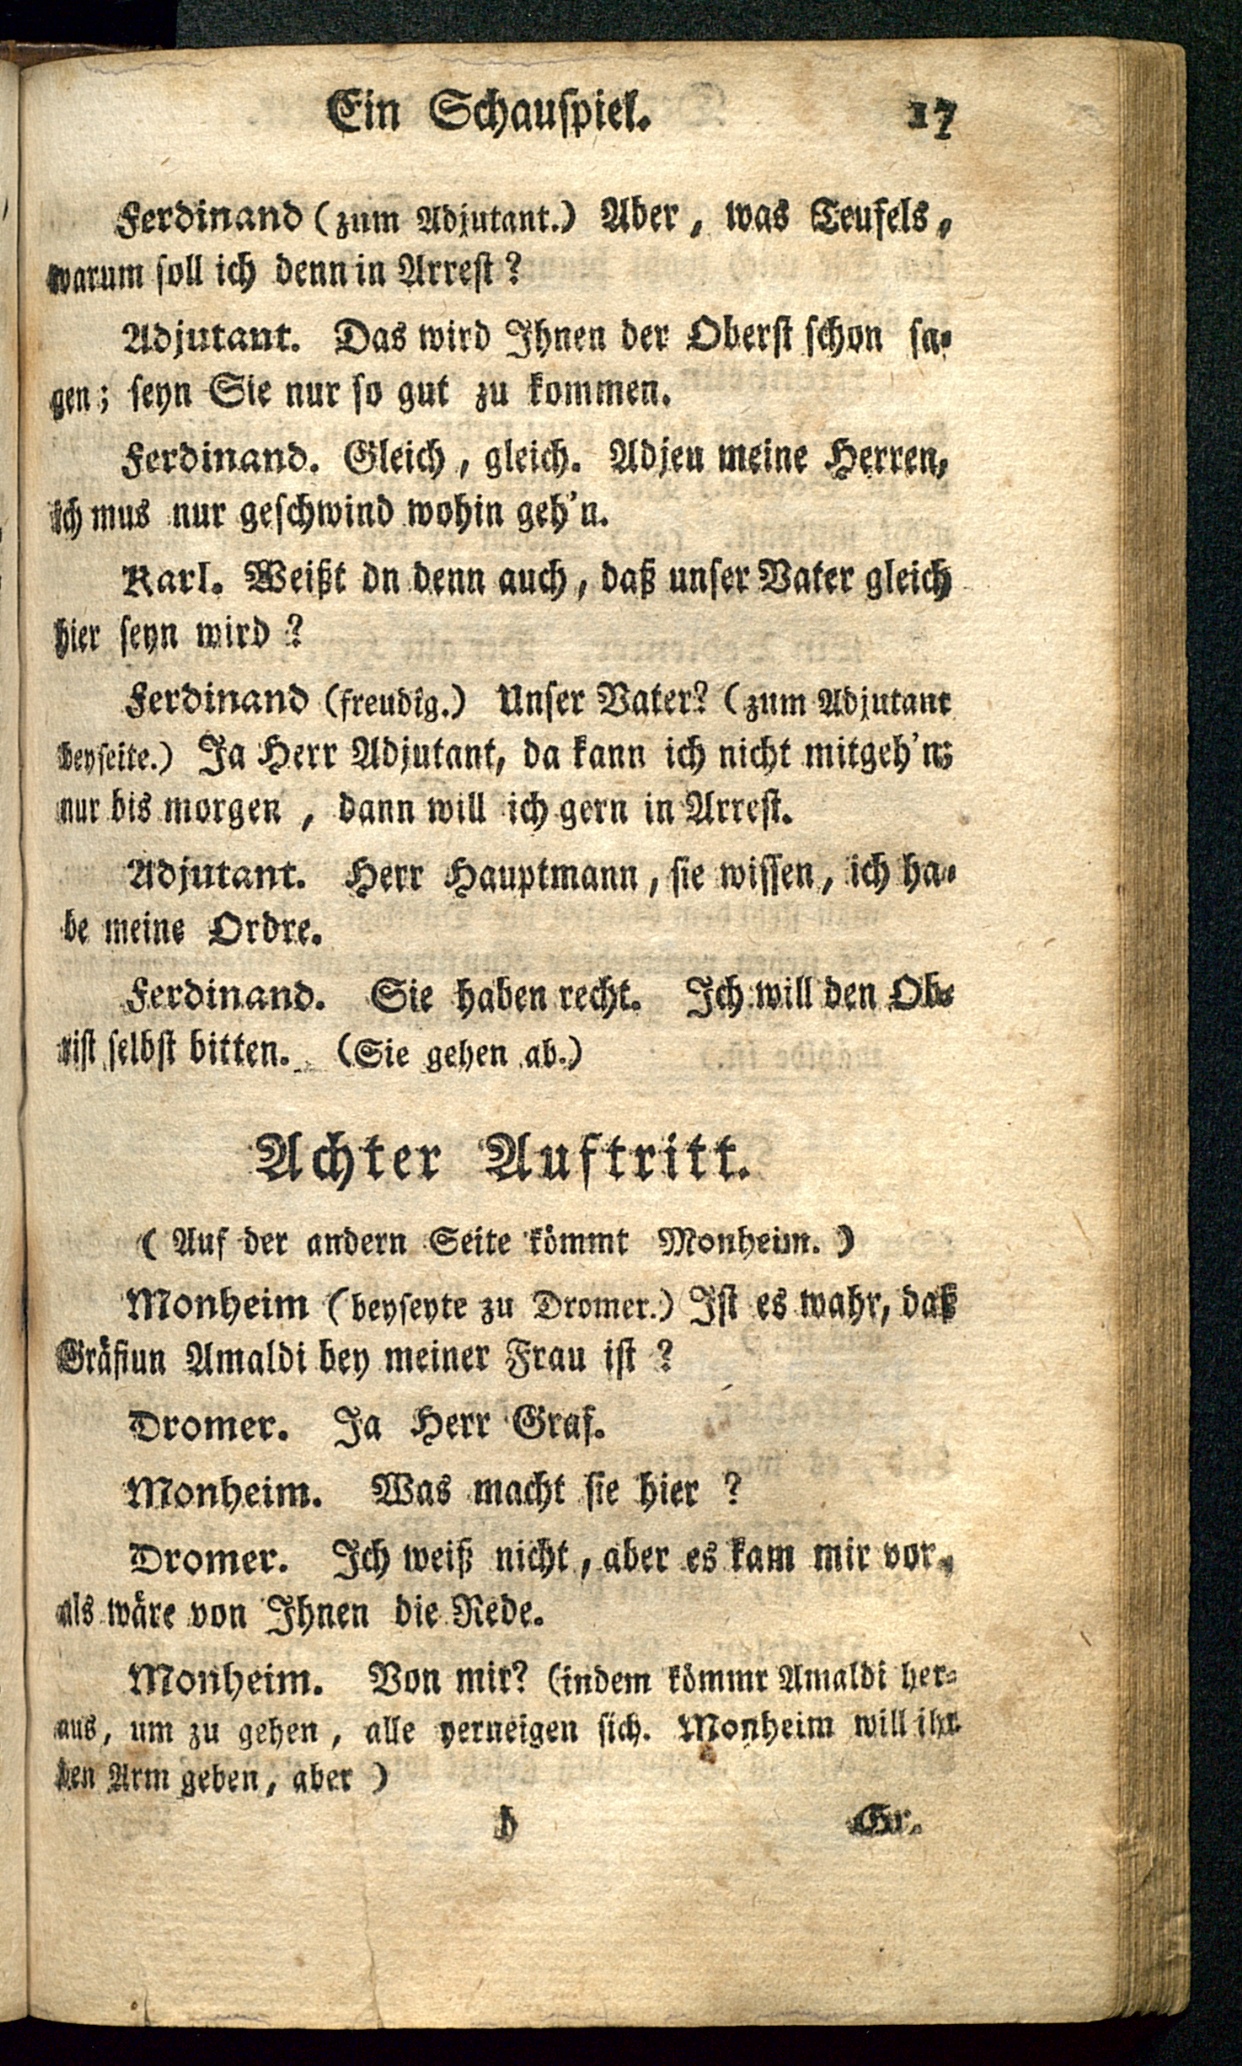 Ein Schauspiel. 17
Ferdinand (zum Adjutant.) Aber, was Teufels,
warum soll ich denn in Arrest?
Adjutant. Das wird Ihnen der Oberst schon sa-
gen; seyn Sie nur so gut zu kommen.
Ferdinand. Gleich, gleich. Adjeu meine Herren,
ich mus nur geschwind wohin geh'n.
Karl. Weißt dn denn auch, daß unser Vater gleich
hier seyn wird?
Ferdinand (freudig.) Unser Vater? (zum Adjutant
beyseite.) Ja Herr Adjutant, da kann ich nicht mitgeh'n;
nur bis morgen, dann will ich gern in Arrest.
Adjutant. Herr Hauptmann, sie wissen, ich ha-
be meine Ordre.
Ferdinand. Sie haben recht. Ich will den Ob-
rist selbst bitten. (Sie gehen ab.)
Achter Auftritt.
(Auf der andern Seite kömmt Monheim.)
Monheim (beyseyte zu Dromer.) Ist es wahr, daß
Gräfiun Amaldi bey meiner Frau ist?
Dromer. Ja Herr Graf.
Monheim. Was macht sie hier?
Dromer. Ich weiß nicht, aber es kam mir vor,
als wäre von Ihnen die Rede.
Monheim. Von mir? (indem kömmr Amaldi her-
aus, um zu gehen, alle verneigen sich. Monheim will ihr
den Arm geben, aber)
b Gr.